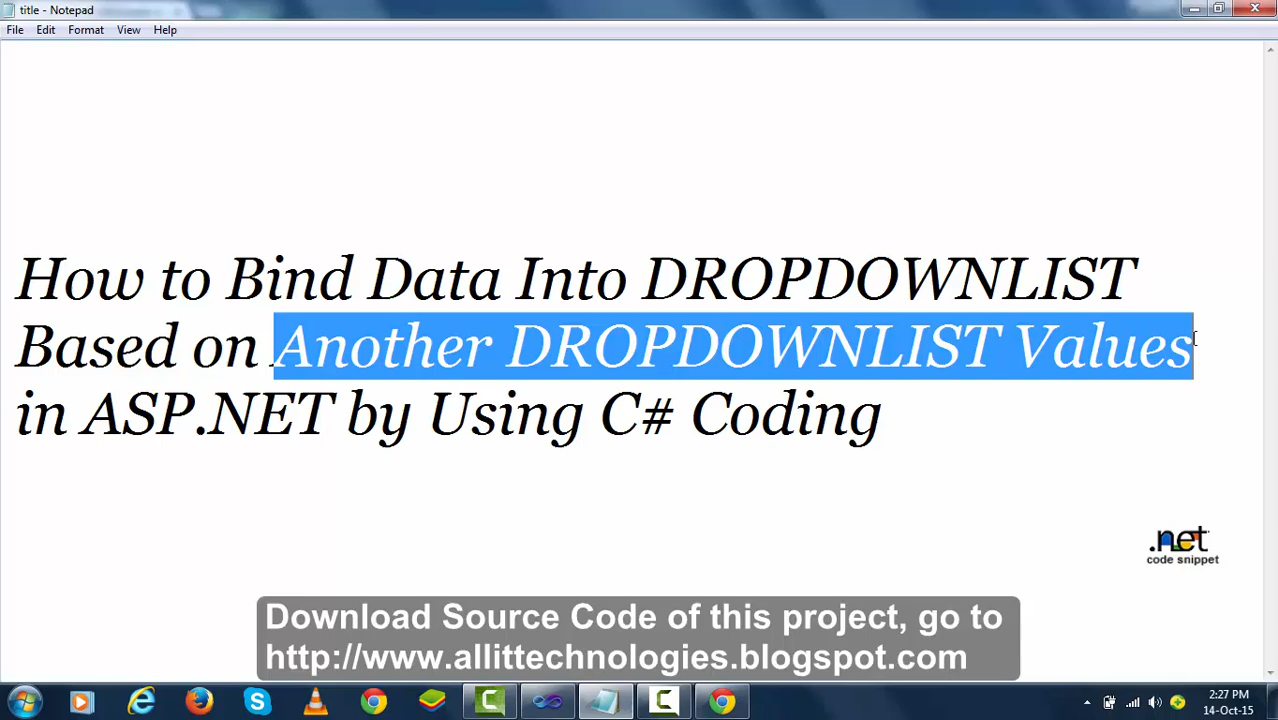 title - Notepad
File Edit Format View Help
How to Bind Data Into DROPDOWNLIST
Based on Another DROPDOWNLIST Values
in ASP.NET by Using C# Coding
.net
code snippet
Download Source Code of this project, go to
http://www.allittechnologies.blogspot.com
2:27 PM
14-Oct-15